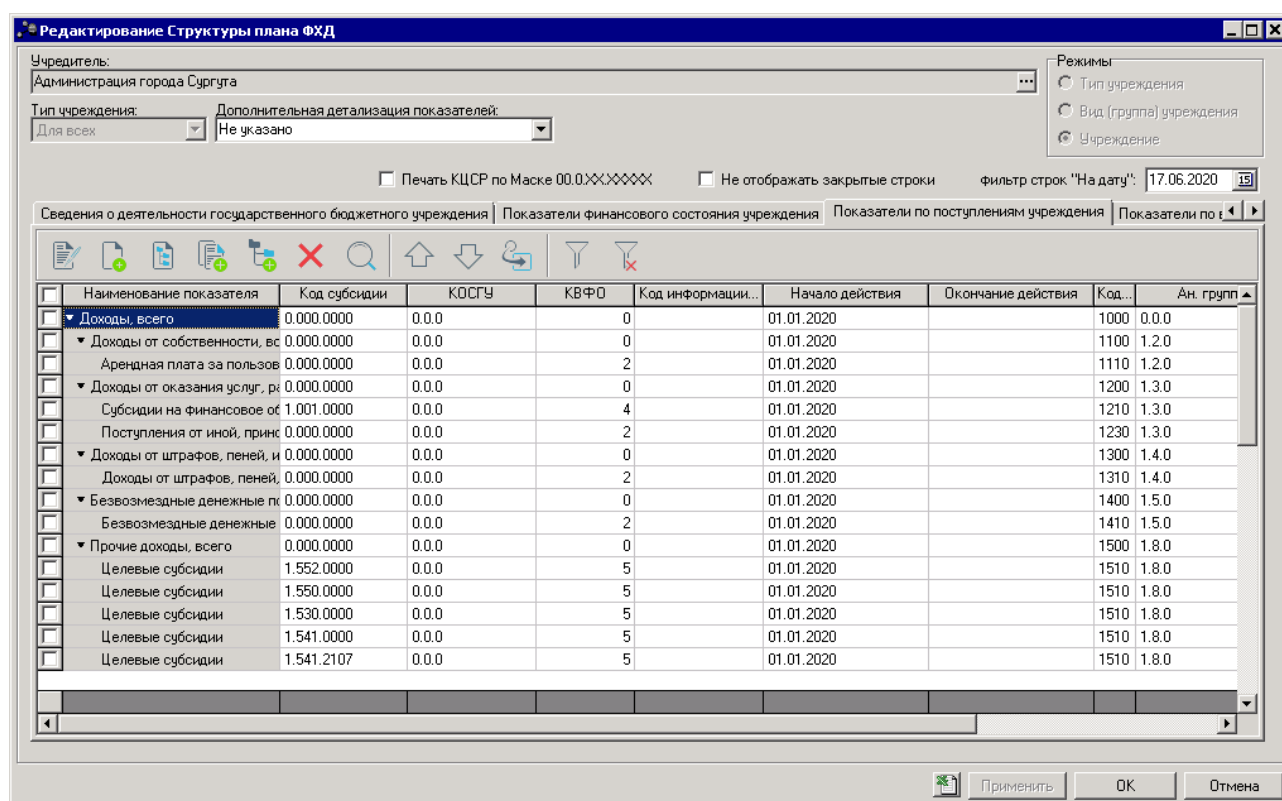 Редактирование Структуры плана ФХД
Учредитель:
Администрация города Сургута
...
Режимы
Тип учреждения
Вид (группа) учреждения
Учреждение
Тип учреждения:
Дополнительная детализация показателей:
Для всех
Не указано
Печать КЦСР по Маске 00.0.XX.XXXXX
Не отображать закрытые строки
Фильтр строк "На дату":
17.06.2020
15
Сведения о деятельности государственного бюджетного учреждения
Показатели финансового состояния учреждения
Показатели по поступлениям учреждения
Показатели по в
Наименование показателя Код субсидии КОСГУ КВФО Код информации... Начало действия Окончание действия Код... Ан. групп
Доходы, всего 0.000.0000 0.0.0 0 01.01.2020 1000 0.0.0
Доходы от собственности, вс 0.000.0000 0.0.0 0 01.01.2020 1100 1.2.0
Арендная плата за пользов 0.000.0000 0.0.0 2 01.01.2020 1110 1.2.0
Доходы от оказания услуг, ра 0.000.0000 0.0.0 0 01.01.2020 1200 1.3.0
Субсидии на финансовое об 1.001.0000 0.0.0 4 01.01.2020 1210 1.3.0
Поступления от иной, принс 0.000.0000 0.0.0 2 01.01.2020 1230 1.3.0
Доходы от штрафов, пеней, и 0.000.0000 0.0.0 0 01.01.2020 1300 1.4.0
Доходы от штрафов, пеней, 0.000.0000 0.0.0 2 01.01.2020 1310 1.4.0
Безвозмездные денежные пс 0.000.0000 0.0.0 0 01.01.2020 1400 1.5.0
Безвозмездные денежные 0.000.0000 0.0.0 2 01.01.2020 1410 1.5.0
Прочие доходы, всего 0.000.0000 0.0.0 0 01.01.2020 1500 1.8.0
Целевые субсидии 1.552.0000 0.0.0 5 01.01.2020 1510 1.8.0
Целевые субсидии 1.550.0000 0.0.0 5 01.01.2020 1510 1.8.0
Целевые субсидии 1.530.0000 0.0.0 5 01.01.2020 1510 1.8.0
Целевые субсидии 1.541.0000 0.0.0 5 01.01.2020 1510 1.8.0
Целевые субсидии 1.541.2107 0.0.0 5 01.01.2020 1510 1.8.0
Применить
OK
Отмена